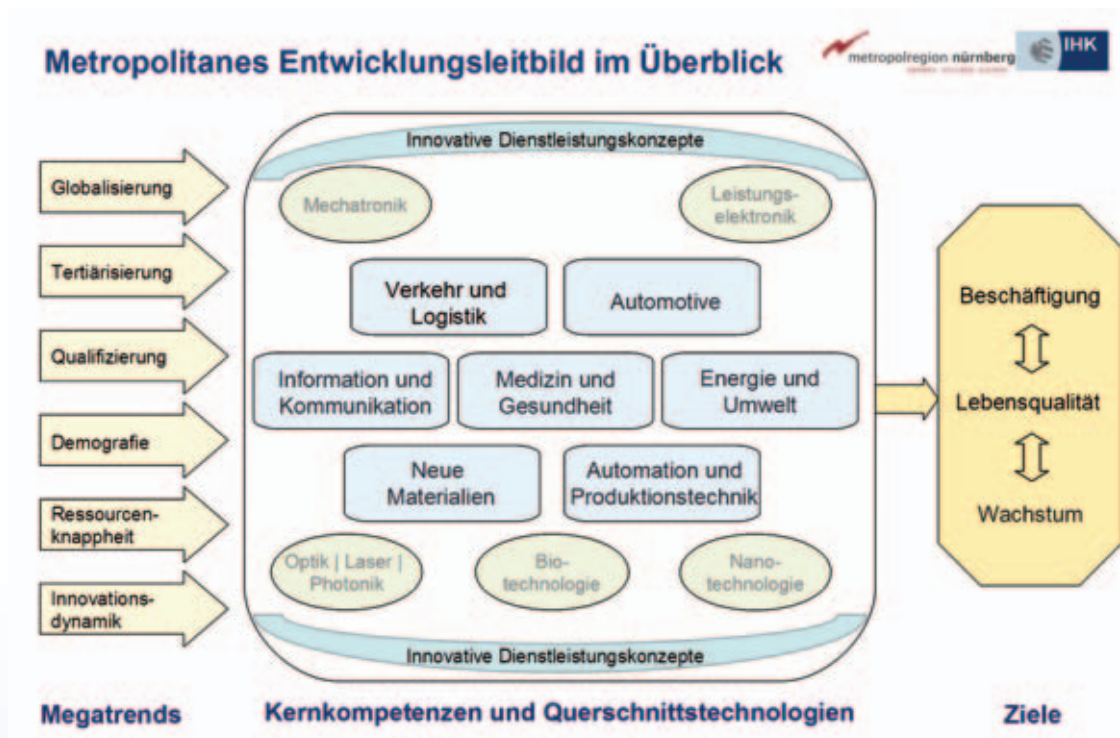 Metropolitanes Entwicklungsleitbild im Überblick
metropolregion nürnberg
IHK
Innovative Dienstleistungskonzepte
Globalisierung
Tertiärisierung
Qualifizierung
Demografie
Ressourcen-
knappheit
Innovations-
dynamik
Mechatronik
Leistungs-
elektronik
Verkehr und
Logistik
Automotive
Information und
Kommunikation
Medizin und
Gesundheit
Energie und
Umwelt
Neue
Materialien
Automation und
Produktionstechnik
Optik | Laser |
Photonik
Bio-
technologie
Nano-
technologie
Innovative Dienstleistungskonzepte
Beschäftigung
Lebensqualität
Wachstum
Megatrends
Kernkompetenzen und Querschnittstechnologien
Ziele